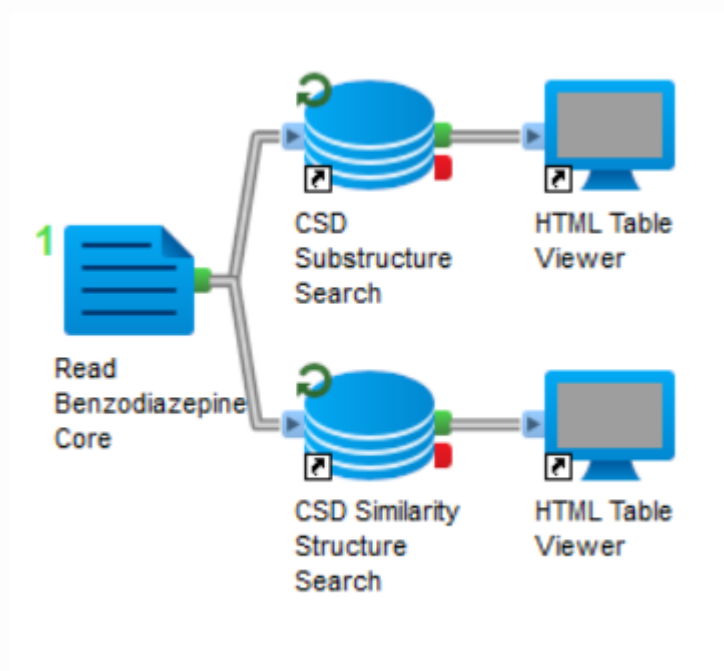 CSD
Substructure
Search
HTML Table
Viewer
1
Read
Benzodiazepine
Core
CSD Similarity
Structure
Search
HTML Table
Viewer